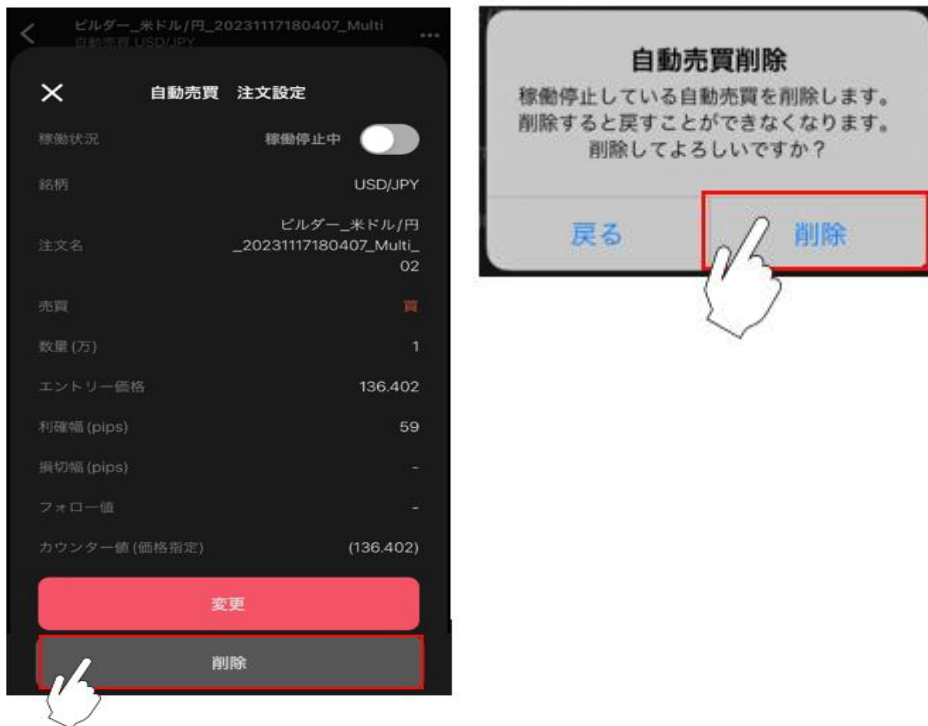 ビルダー_米ドル/円_20231117180407_Multi
自動売買 USD/JPY
自動売買 注文設定
稼働状況 稼働停止中
銘柄 USD/JPY
注文名 ビルダー_米ドル/円
_20231117180407_Multi_
02
売買 買
数量(万) 1
エントリー価格 136.402
利確幅(pips) 59
損切幅(pips) -
フォロー値 -
カウンター値(価格指定) (136.402)
変更
削除
自動売買削除
稼働停止している自動売買を削除します。
削除すると戻すことができなくなります。
削除してよろしいですか？
戻る 削除